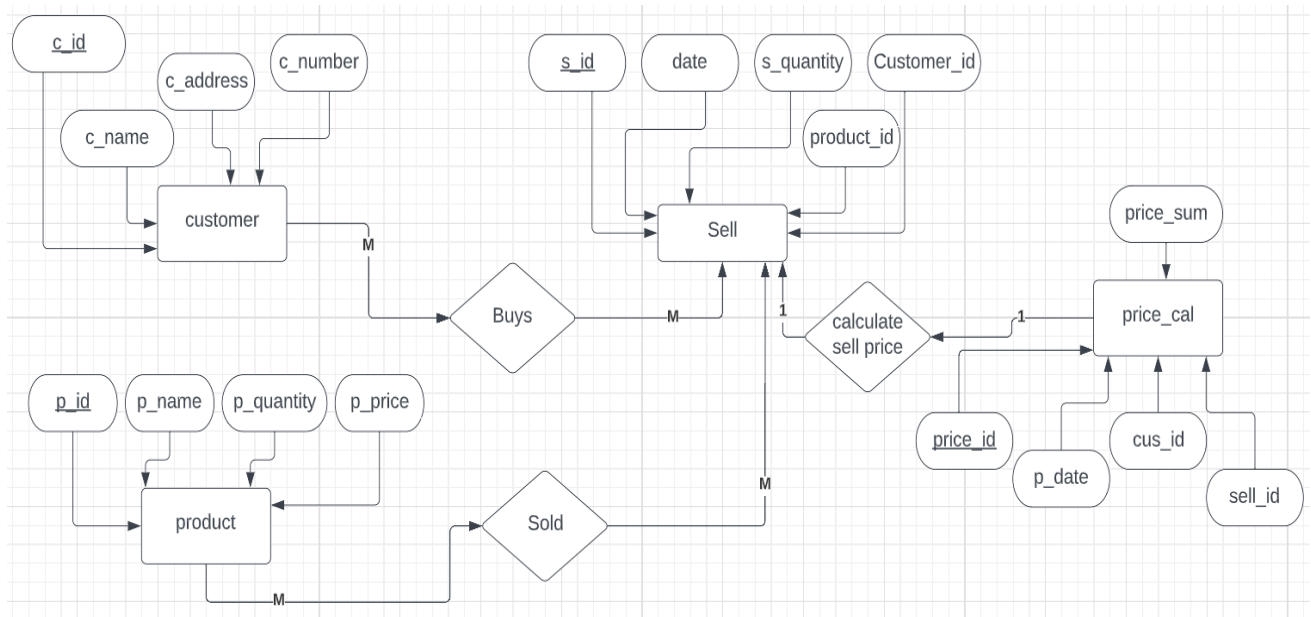 c_id
c_address
c_number
c_name
customer
s_id
date
s_quantity
Customer_id
product_id
Sell
price_sum
price_cal
M
Buys
M
1
calculate
sell price
1
p_id
p_name
p_quantity
p_price
price_id
p_date
cus_id
sell_id
product
Sold
M
M